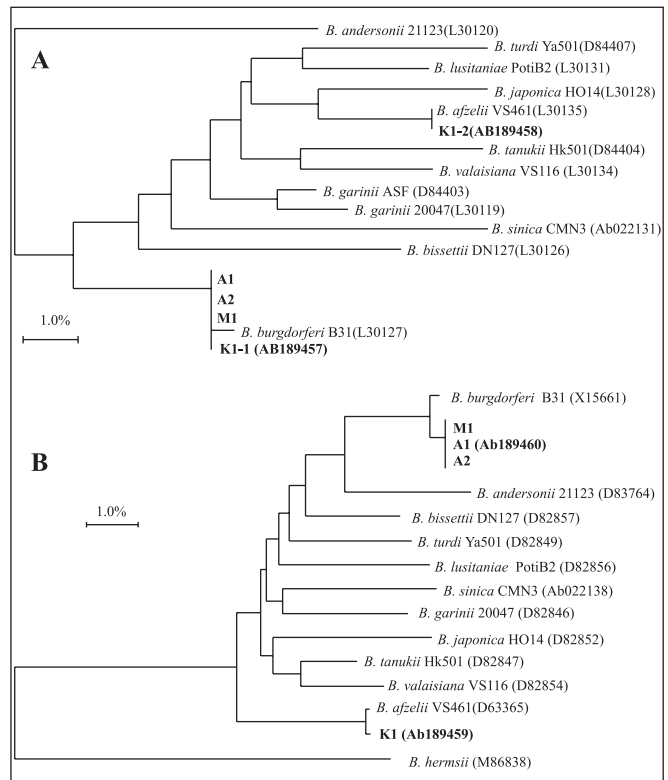 B. andersonii 21123(L30120)
A
B. turdi Ya501(D84407)
B. lusitaniae PotiB2 (L30131)
B. japonica HO14(L30128)
B. afzelii VS461(L30135)
K1-2(AB189458)
B. tanukii Hk501(D84404)
B. valaisiana VS116 (L30134)
B. garinii ASF (D84403)
B. garinii 20047(L30119)
B. sinica CMN3 (Ab022131)
B. bissettii DN127(L30126)
A1
A2
M1
1.0%
B. burgdorferi B31(L30127)
K1-1 (AB189457)
B. burgdorferi B31 (X15661)
M1
A1 (Ab189460)
A2
B
B. andersonii 21123 (D83764)
1.0%
B. bissettii DN127 (D82857)
B. turdi Ya501 (D82849)
B. lusitaniae PotiB2 (D82856)
B. sinica CMN3 (Ab022138)
B. garinii 20047 (D82846)
B. japonica HO14 (D82852)
B. tanukii Hk501 (D82847)
B. valaisiana VS116 (D82854)
B. afzelii VS461(D63365)
K1 (Ab189459)
B. hermsii (M86838)